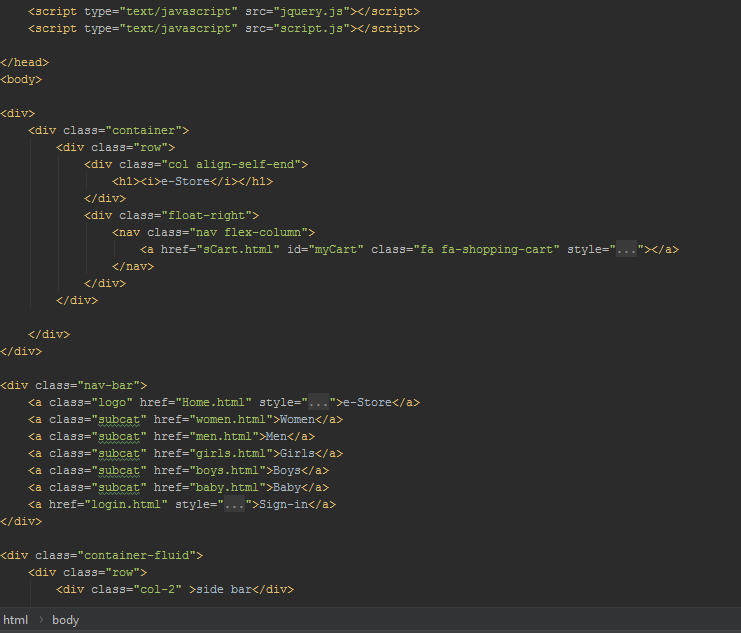 <script type="text/javascript" src="jquery.js"></script>
<script type="text/javascript" src="script.js"></script>
</head>
<body>
<div>
<div class="container">
<div class="row">
<div class="col align-self-end">
<h1><i>e-Store</i></h1>
</div>
<div class="float-right">
<nav class="nav flex-column">
<a href="sCart.html" id="myCart" class="fa fa-shopping-cart" style="..."></a>
</nav>
</div>
</div>
</div>
</div>
<div class="nav-bar">
<a class="logo" href="Home.html" style="...">e-Store</a>
<a class="subcat" href="women.html">Women</a>
<a class="subcat" href="men.html">Men</a>
<a class="subcat" href="girls.html">Girls</a>
<a class="subcat" href="boys.html">Boys</a>
<a class="subcat" href="baby.html">Baby</a>
<a href="login.html" style="...">Sign-in</a>
</div>
<div class="container-fluid">
<div class="row">
<div class="col-2" >side bar</div>
html › body